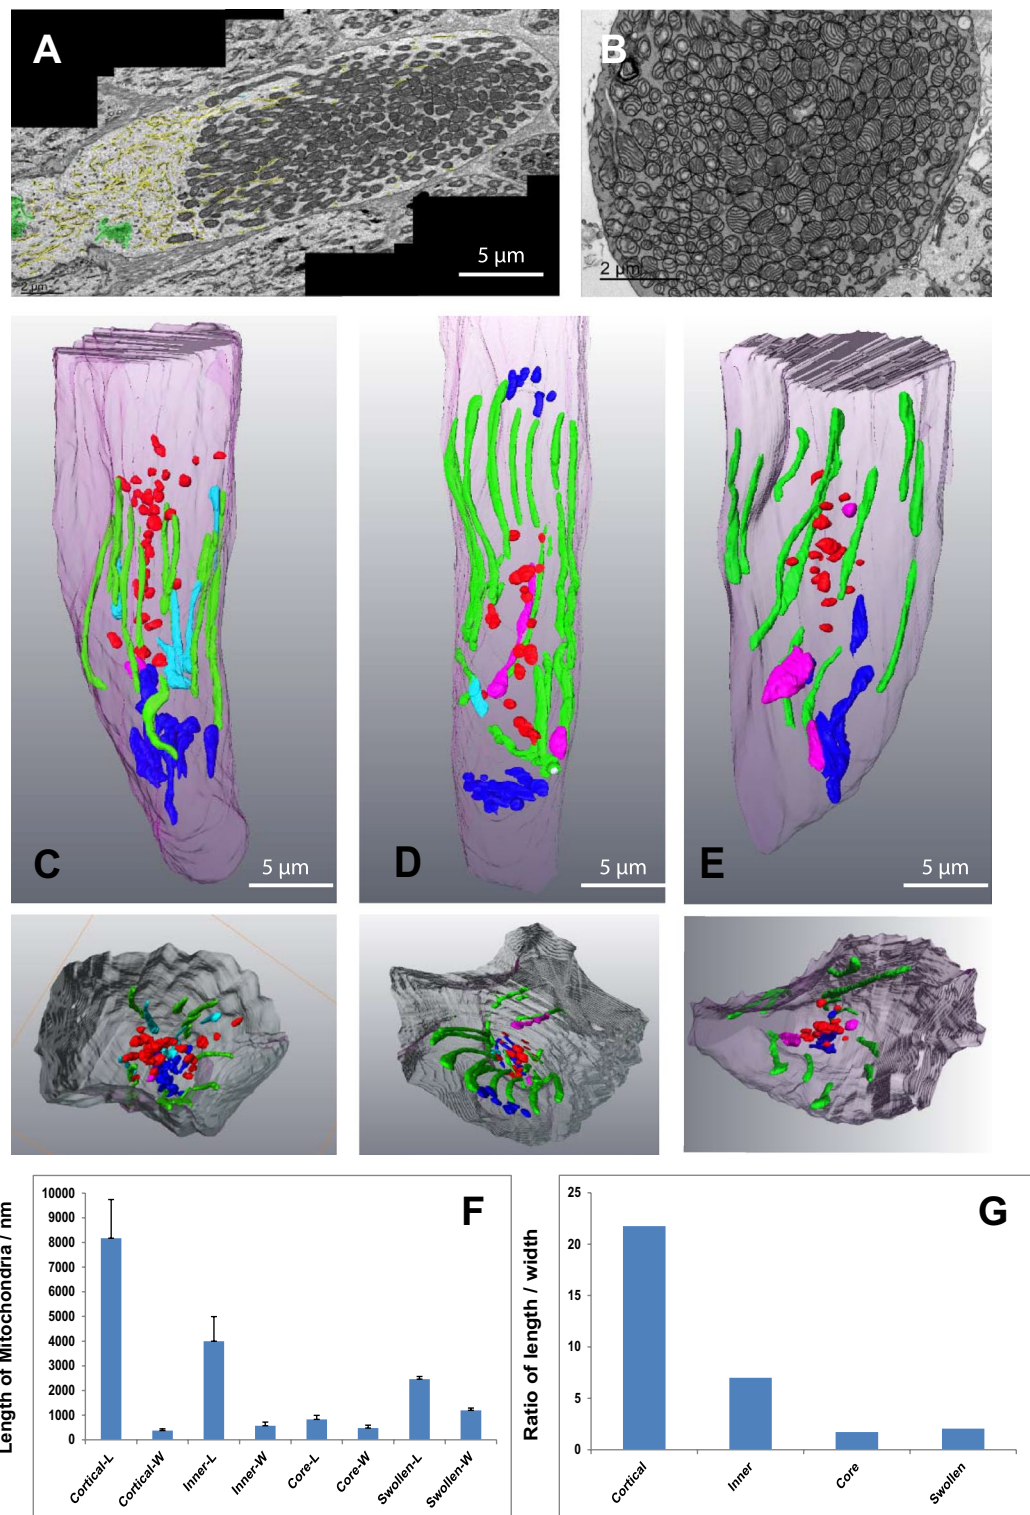 A
5 µm
2 µm
B
2 µm
C
5 µm
D
5 µm
E
5 µm
F
Length of Mitochondria / nm
10000
9000
8000
7000
6000
5000
4000
3000
2000
1000
0
Cortical-L
Cortical-W
Inner-L
Inner-W
Core-L
Core-W
Swollen-L
Swollen-W
G
Ratio of length / width
25
20
15
10
5
0
Cortical
Inner
Core
Swollen